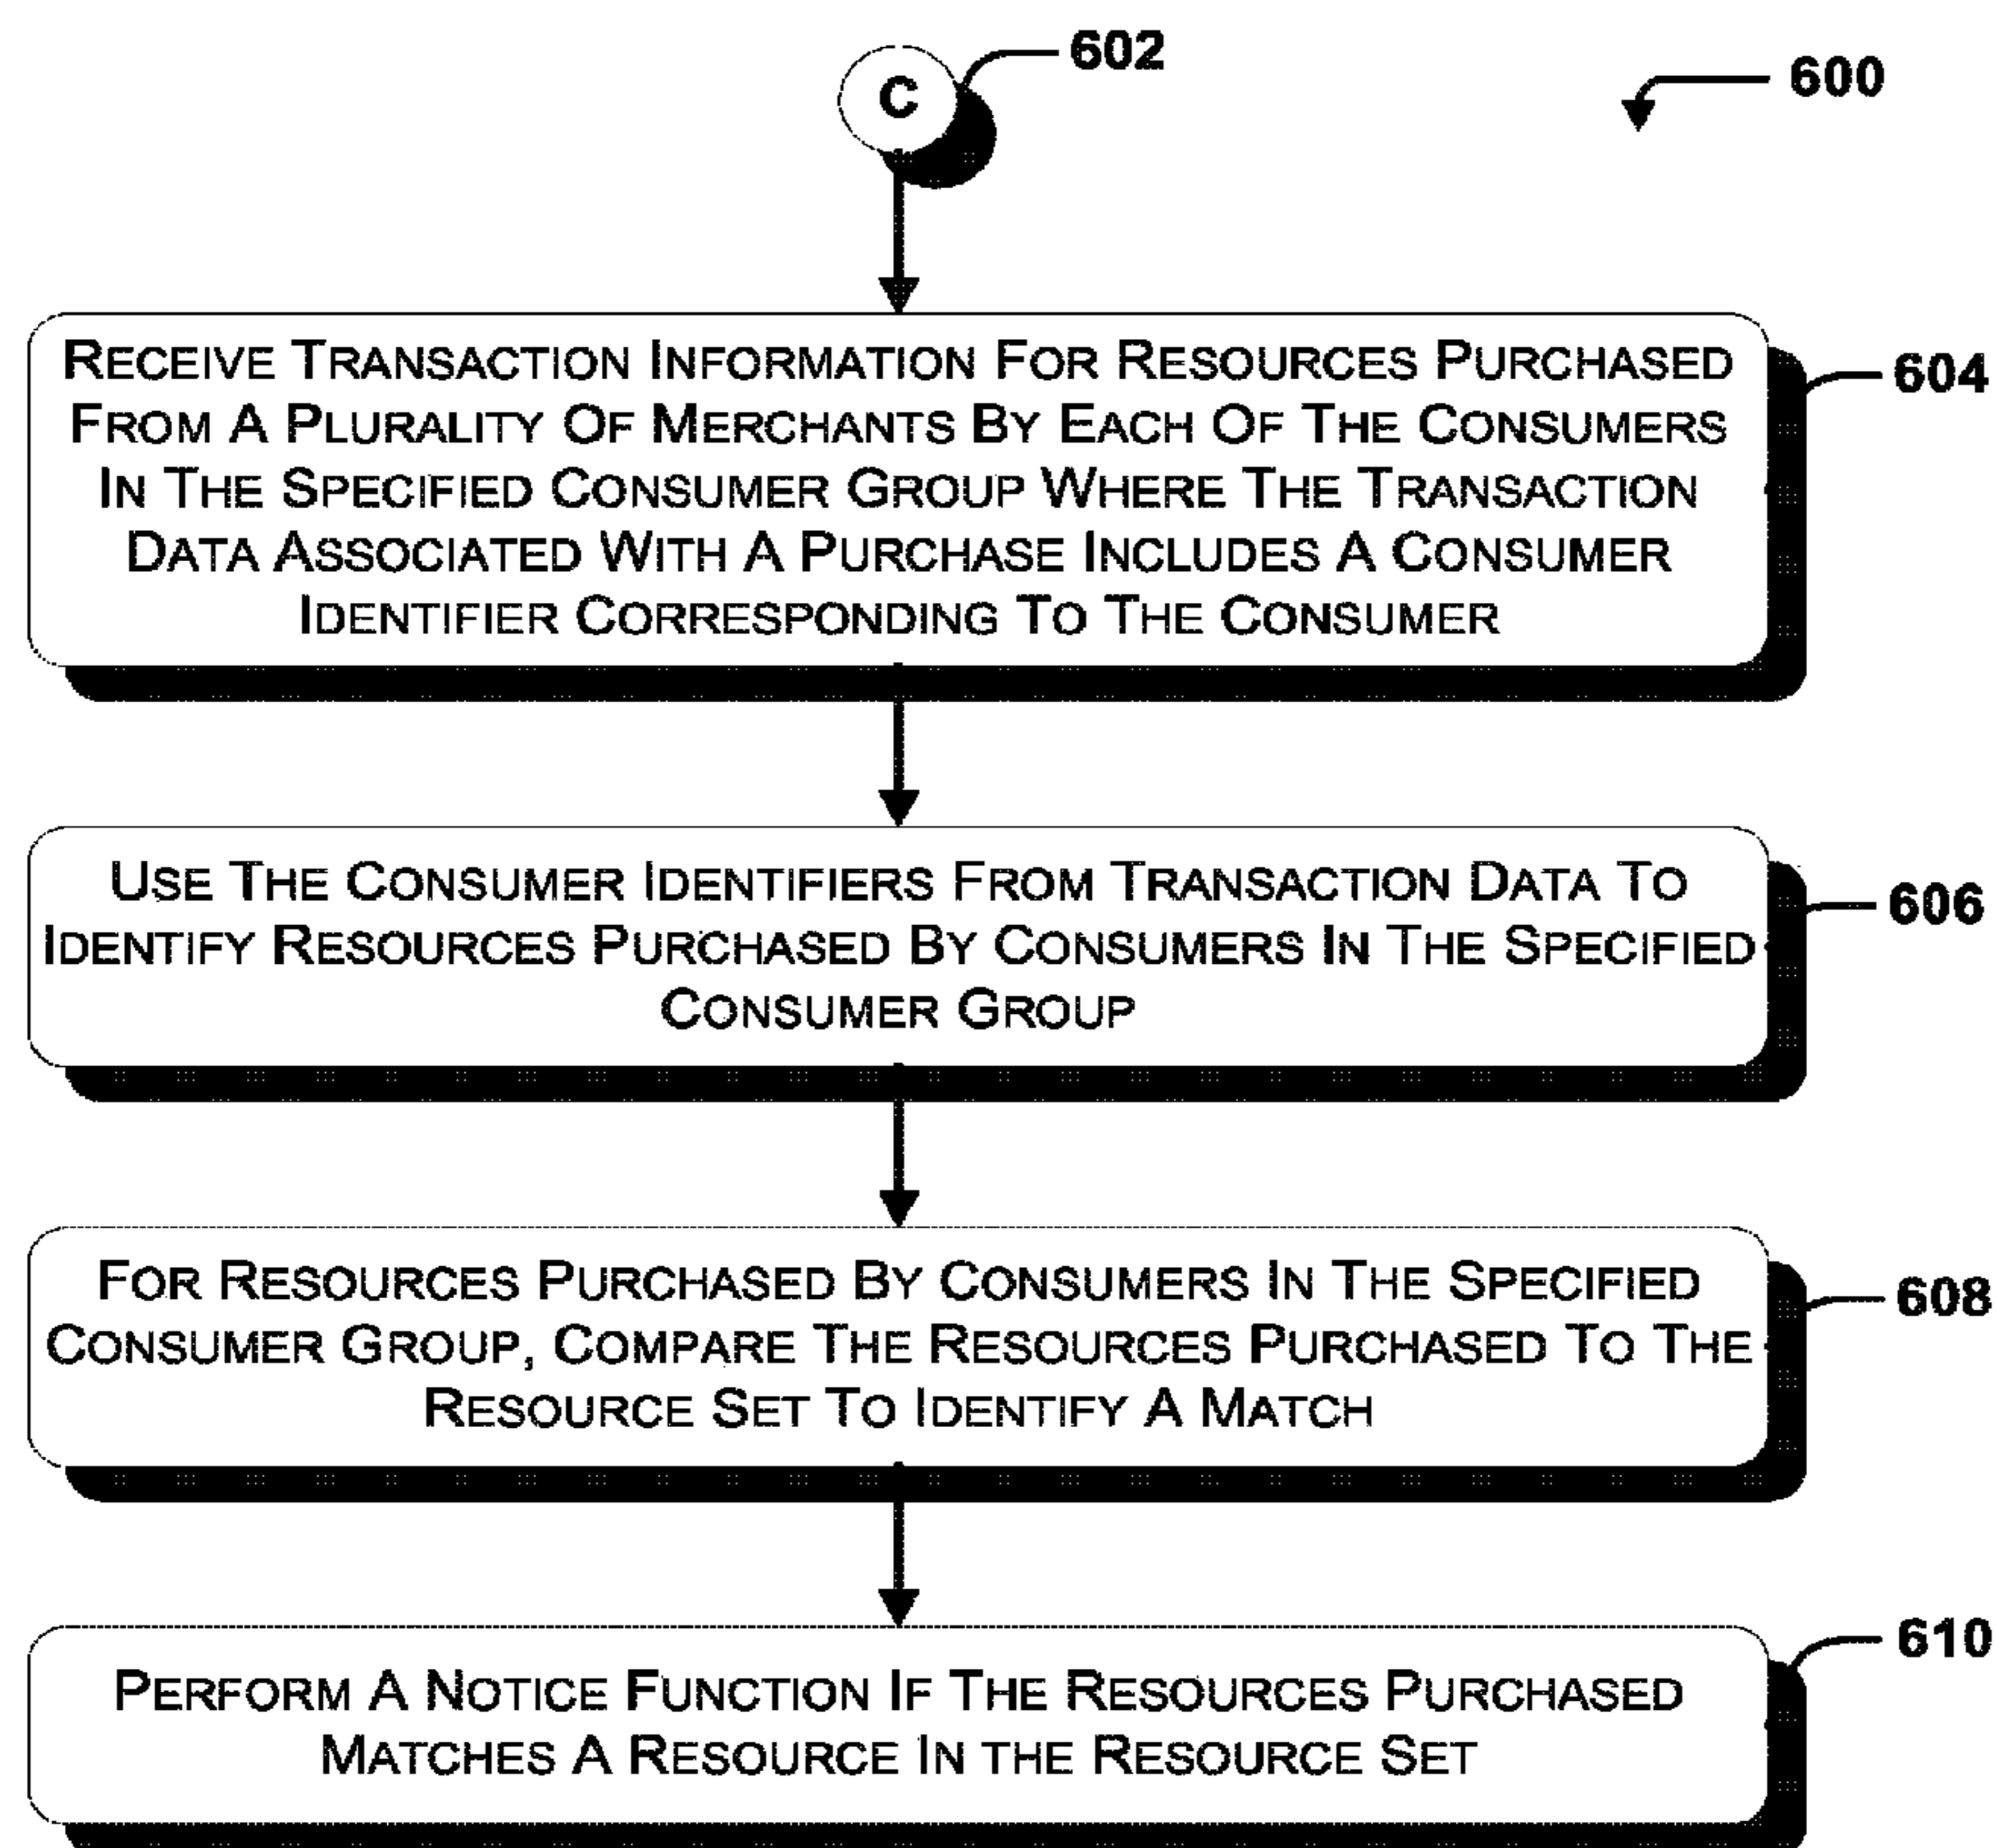 C
602
600
RECEIVE TRANSACTION INFORMATION FOR RESOURCES PURCHASED
FROM A PLURALITY OF MERCHANTS BY EACH OF THE CONSUMERS
IN THE SPECIFIED CONSUMER GROUP WHERE THE TRANSACTION
DATA ASSOCIATED WITH A PURCHASE INCLUDES A CONSUMER
IDENTIFIER CORRESPONDING TO THE CONSUMER
604
USE THE CONSUMER IDENTIFIERS FROM TRANSACTION DATA TO
IDENTIFY RESOURCES PURCHASED BY CONSUMERS IN THE SPECIFIED
CONSUMER GROUP
606
FOR RESOURCES PURCHASED BY CONSUMERS IN THE SPECIFIED
CONSUMER GROUP, COMPARE THE RESOURCES PURCHASED TO THE
RESOURCE SET TO IDENTIFY A MATCH
608
PERFORM A NOTICE FUNCTION IF THE RESOURCES PURCHASED
MATCHES A RESOURCE IN THE RESOURCE SET
610